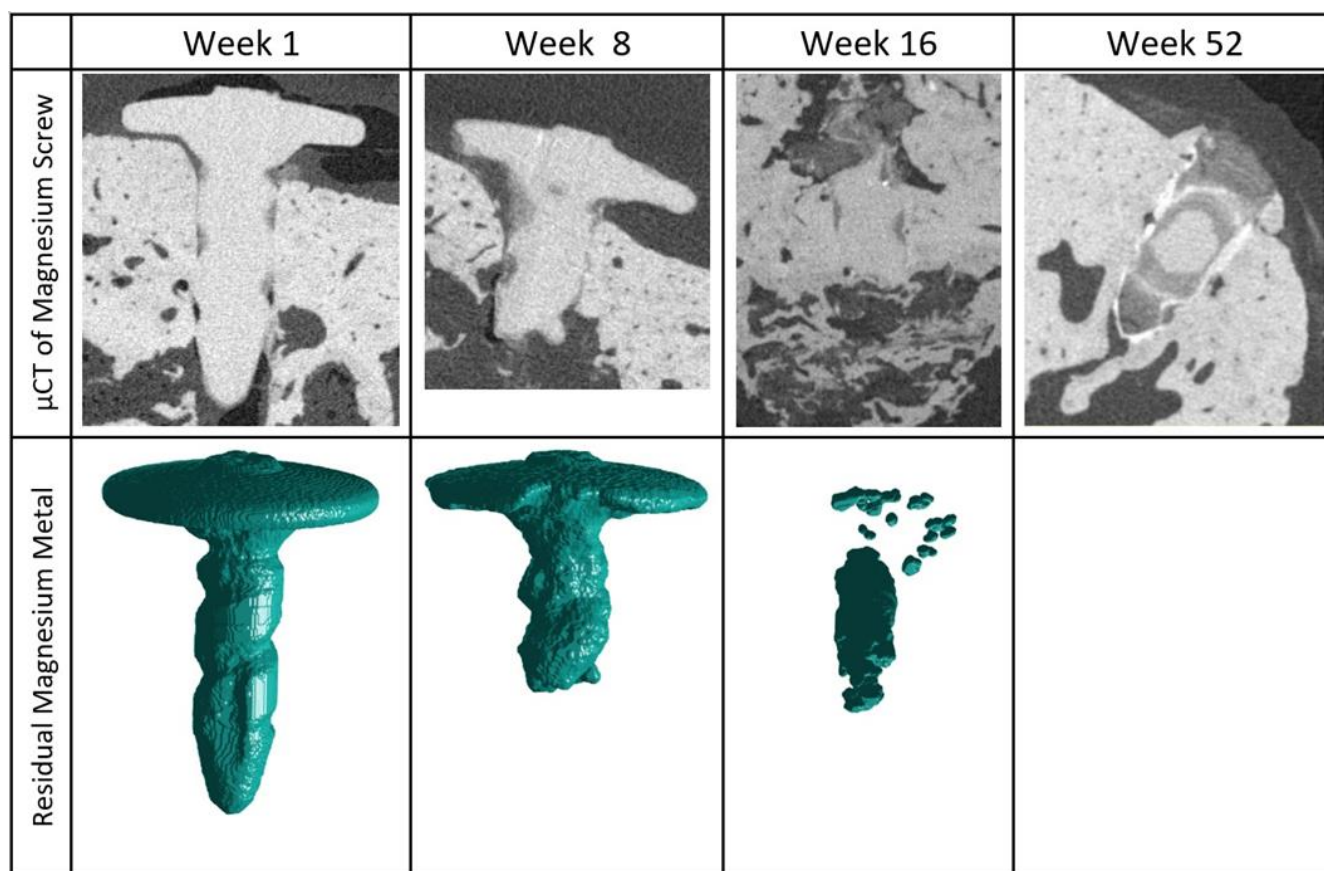 Week 1
Week 8
Week 16
Week 52
µCT of Magnesium Screw
Residual Magnesium Metal